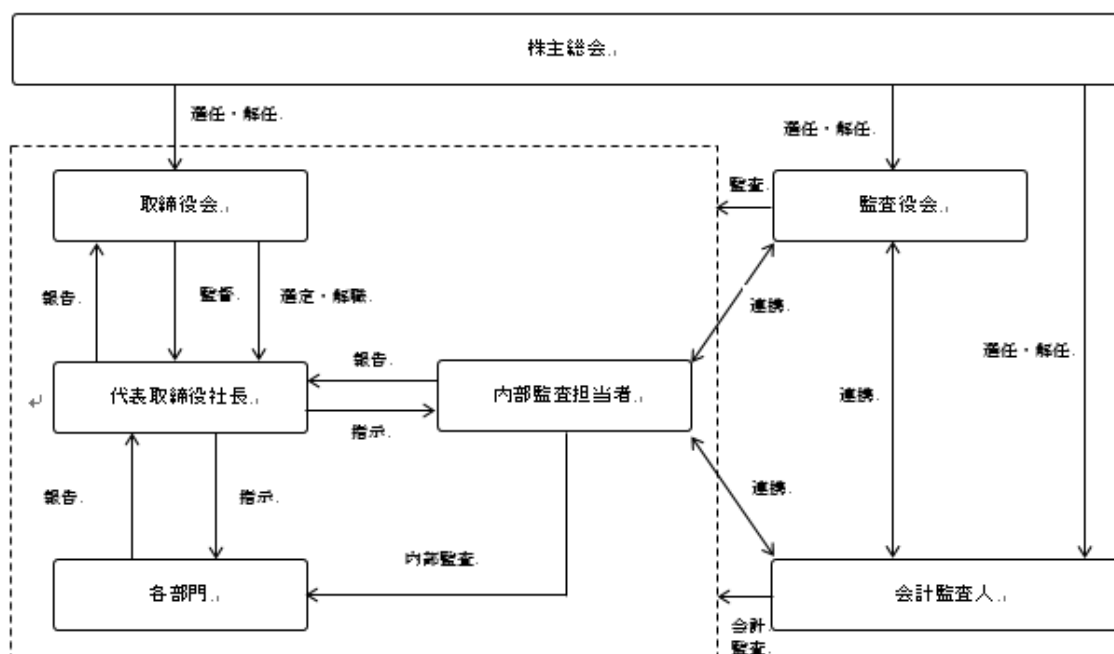 株主総会
選任・解任
選任・解任
取締役会
監査
監査役会
報告
監督
選定・解職
連携
報告
選任・解任
代表取締役社長
内部監査担当者
連携
指示
報告
指示
連携
内部監査
各部門
会計監査人
会計
監査